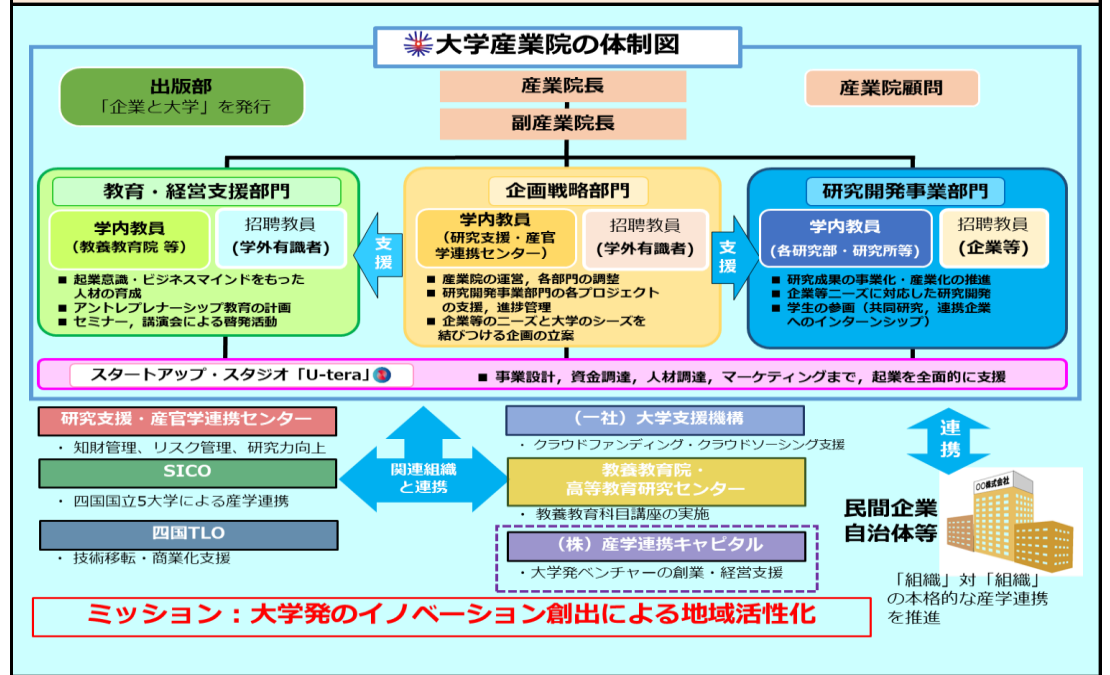 大学産業院の体制図
出版部
「企業と大学」を発行
産業院長
副産業院長
産業院顧問
教育・経営支援部門
学内教員
(教養教育院 等)
招聘教員
(学外有識者)
■ 起業意識・ビジネスマインドをもった
人材の育成
■ アントレプレナーシップ教育の計画
■ セミナー，講演会による啓発活動
支援
企画戦略部門
学内教員
(研究支援・産官
学連携センター)
招聘教員
(学外有識者)
■ 産業院の運営，各部門の調整
■ 研究開発事業部門の各プロジェクト
の支援，進捗管理
■ 企業等のニーズと大学のシーズを
結びつける企画の立案
支援
研究開発事業部門
学内教員
(各研究部・研究所等)
招聘教員
(企業等)
■ 研究成果の事業化・産業化の推進
■ 企業等ニーズに対応した研究開発
■ 学生の参画（共同研究，連携企業
へのインターンシップ）
スタートアップ・スタジオ「U-tera」
■ 事業設計，資金調達，人材調達，マーケティングまで，起業を全面的に支援
研究支援・産官学連携センター
・ 知財管理、リスク管理、研究力向上
SICO
・ 四国国立5大学による産学連携
四国TLO
・ 技術移転・商業化支援
関連組織
と連携
（一社）大学支援機構
・ クラウドファンディング・クラウドソーシング支援
教養教育院・
高等教育研究センター
・ 教養教育科目講座の実施
（株）産学連携キャピタル
・ 大学発ベンチャーの創業・経営支援
連携
〇〇株式会社
民間企業
自治体等
「組織」対「組織」
の本格的な産学連携
を推進
ミッション：大学発のイノベーション創出による地域活性化